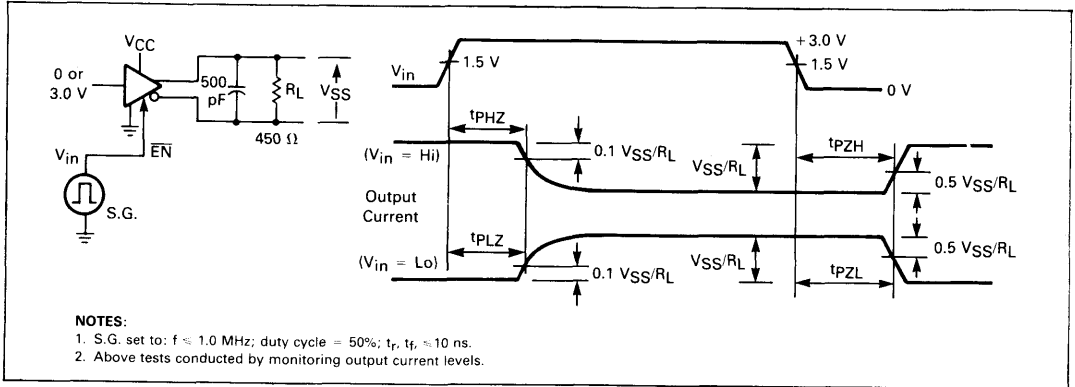 VCC
0 or
3.0 V
500
pF
RL
VSS
450 Ω
Vin
EN
S.G.
Vin
1.5 V
+3.0 V
1.5 V
0 V
tPHZ
(Vin = Hi)
0.1 VSS/RL
VSS/RL
tPZH
0.5 VSS/RL
Output
Current
tPLZ
(Vin = Lo)
0.1 VSS/RL
VSS/RL
tPZL
0.5 VSS/RL
NOTES:
1. S.G. set to: f ≤ 1.0 MHz; duty cycle = 50%; tr, tf, ≤10 ns.
2. Above tests conducted by monitoring output current levels.